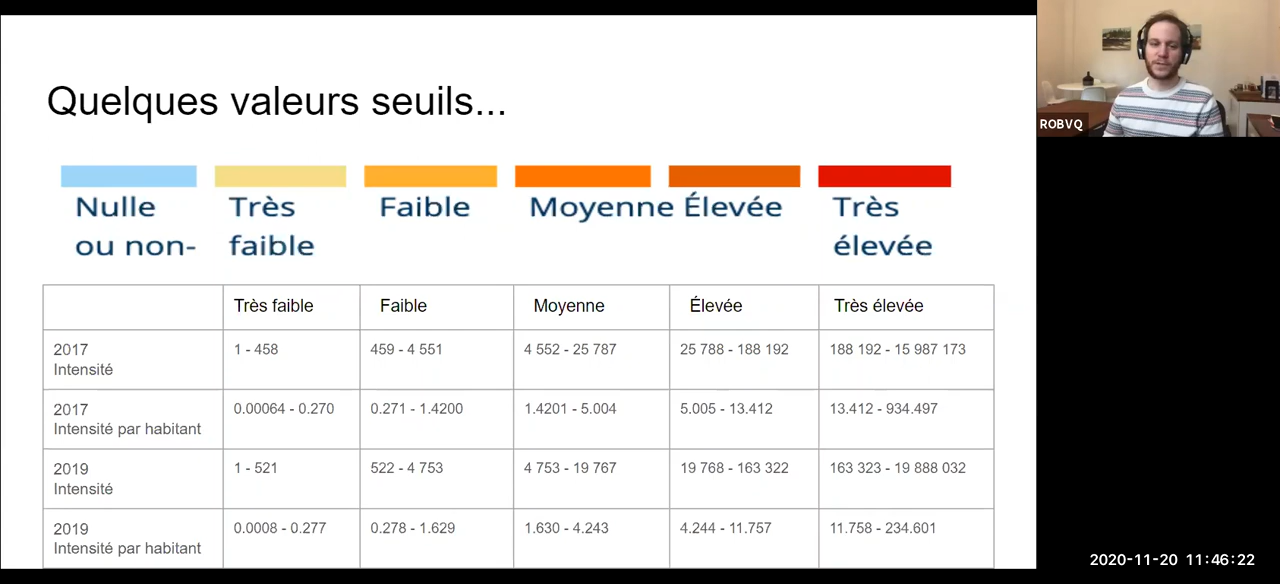 Quelques valeurs seuils...
Nulle
ou non-
Très
faible
Faible
Moyenne
Élevée
Très
élevée
Très faible
Faible
Moyenne
Élevée
Très élevée
2017
Intensité
1 - 458
459 - 4 551
4 552 - 25 787
25 788 - 188 192
188 192 - 15 987 173
2017
Intensité par habitant
0.00064 - 0.270
0.271 - 1.4200
1.4201 - 5.004
5.005 - 13.412
13.412 - 934.497
2019
Intensité
1 - 521
522 - 4 753
4 753 - 19 767
19 768 - 163 322
163 323 - 19 888 032
2019
Intensité par habitant
0.0008 - 0.277
0.278 - 1.629
1.630 - 4.243
4.244 - 11.757
11.758 - 234.601
ROBVQ
2020-11-20 11:46:22